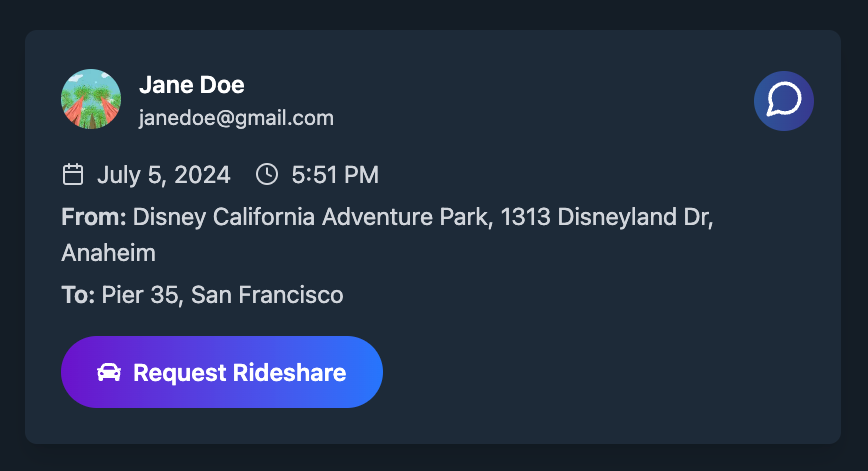 Jane Doe
janedoe@gmail.com
July 5, 2024 5:51 PM
From: Disney California Adventure Park, 1313 Disneyland Dr,
Anaheim
To: Pier 35, San Francisco
Request Rideshare